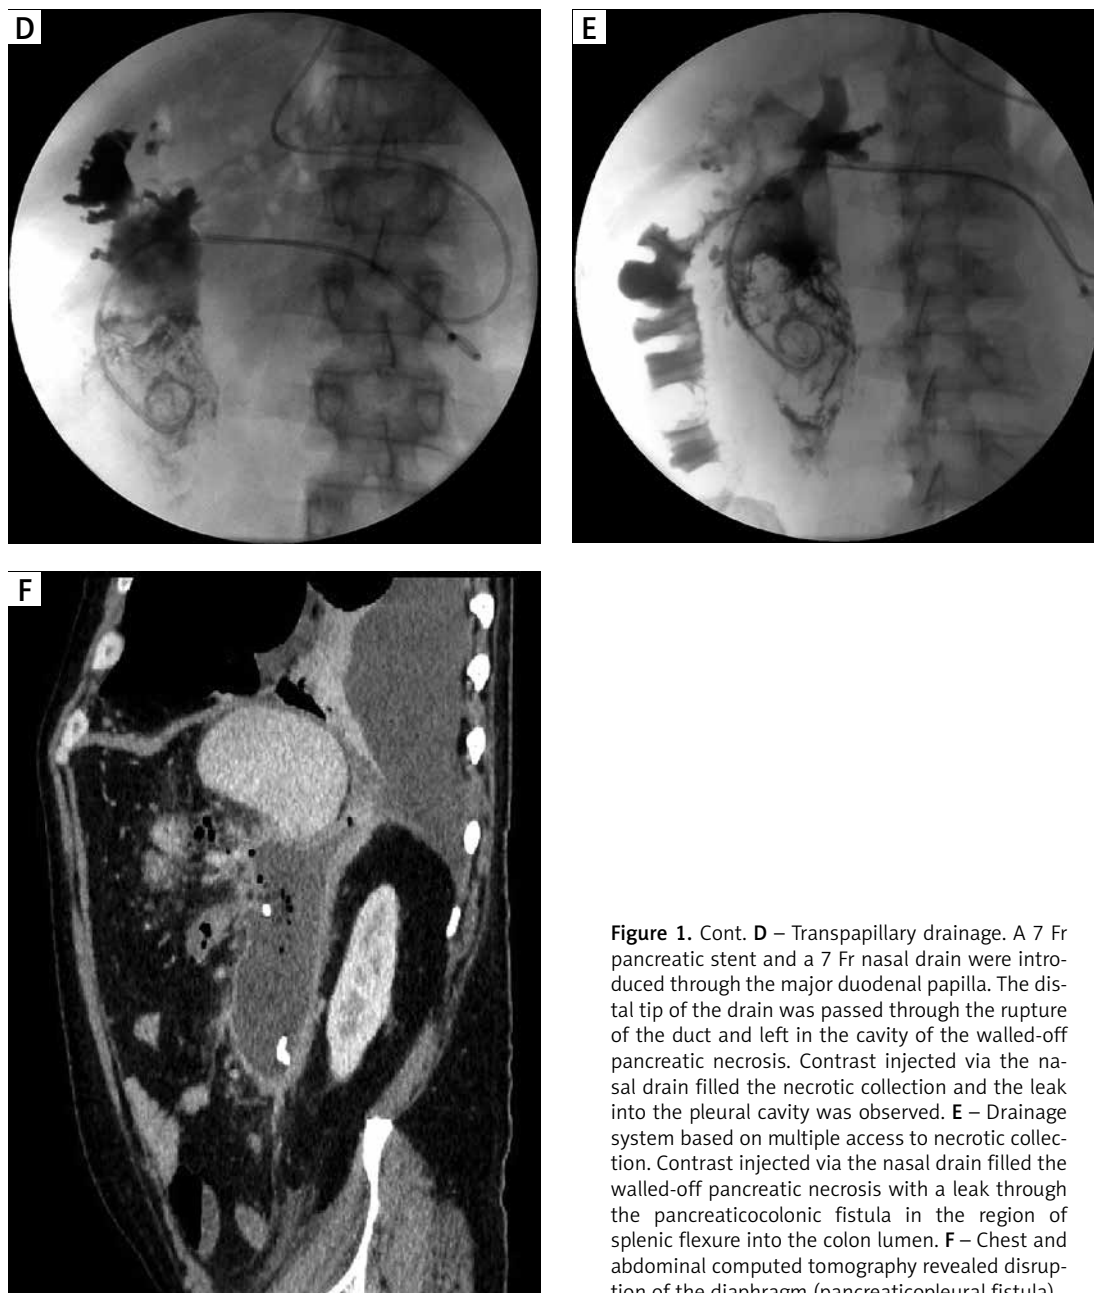 D
E
F
Figure 1. Cont. D – Transpapillary drainage. A 7 Fr
pancreatic stent and a 7 Fr nasal drain were intro-
duced through the major duodenal papilla. The dis-
tal tip of the drain was passed through the rupture
of the duct and left in the cavity of the walled-off
pancreatic necrosis. Contrast injected via the na-
sal drain filled the necrotic collection and the leak
into the pleural cavity was observed. E – Drainage
system based on multiple access to necrotic collec-
tion. Contrast injected via the nasal drain filled the
walled-off pancreatic necrosis with a leak through
the pancreaticocolonic fistula in the region of
splenic flexure into the colon lumen. F – Chest and
abdominal computed tomography revealed disrup-
tion of the diaphragm (pancreaticopleural fistula)